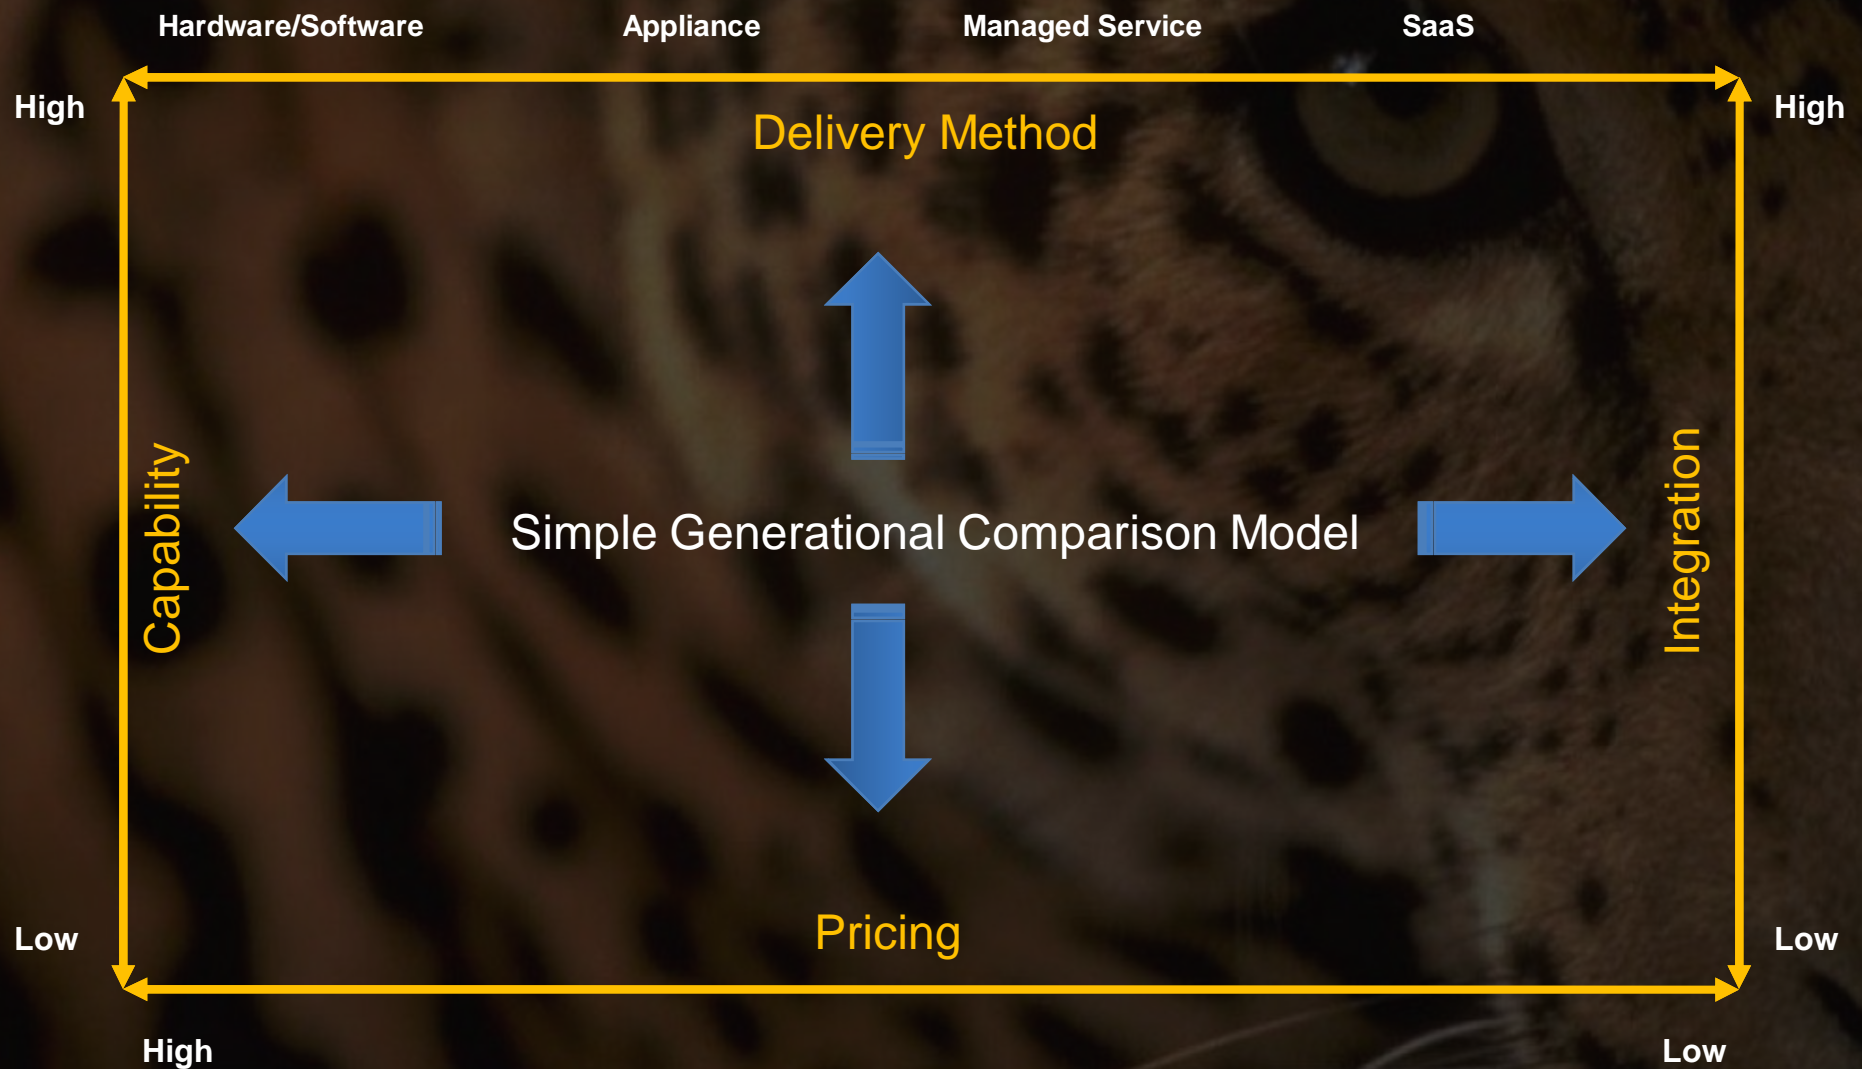 Hardware/Software Appliance Managed Service SaaS
High High
Delivery Method
Capability
Simple Generational Comparison Model
Integration
Pricing
Low Low
High Low